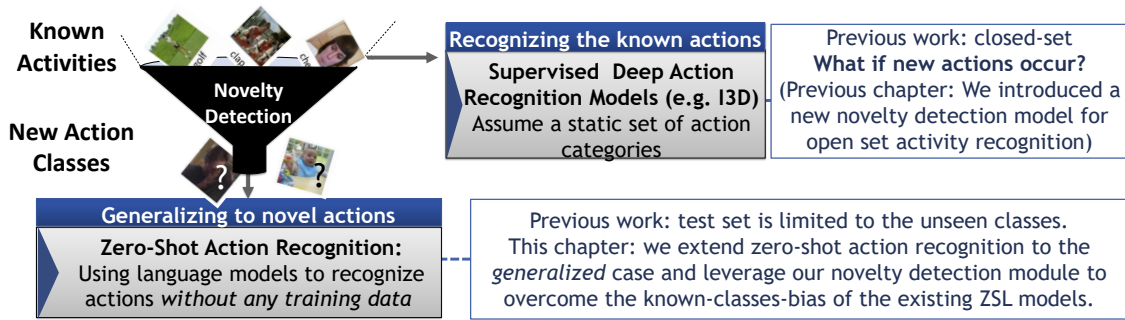 Known
Activities
golf
Novelty
Detection
New Action
Classes
?
?
Recognizing the known actions
Supervised Deep Action
Recognition Models (e.g. I3D)
Assume a static set of action
categories
Previous work: closed-set
What if new actions occur?
(Previous chapter: We introduced a
new novelty detection model for
open set activity recognition)
Generalizing to novel actions
Zero-Shot Action Recognition:
Using language models to recognize
actions without any training data
Previous work: test set is limited to the unseen classes.
This chapter: we extend zero-shot action recognition to the
generalized case and leverage our novelty detection module to
overcome the known-classes-bias of the existing ZSL models.